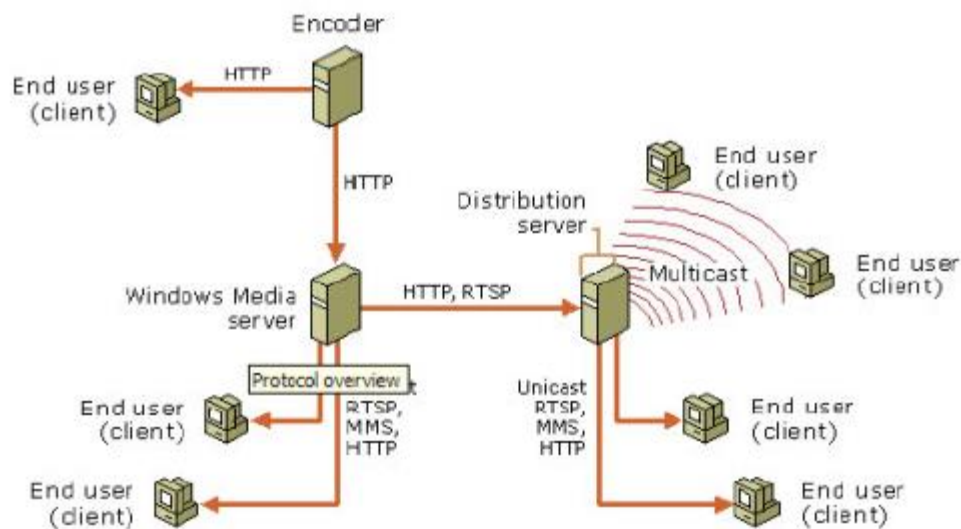 Encoder
HTTP
End user
(client)
HTTP
End user
(client)
Distribution
server
Multicast
End user
(client)
Windows Media
server
HTTP, RTSP
Protocol overview
RTSP,
MMS,
HTTP
Unicast
RTSP,
MMS,
HTTP
End user
(client)
End user
(client)
End user
(client)
End user
(client)